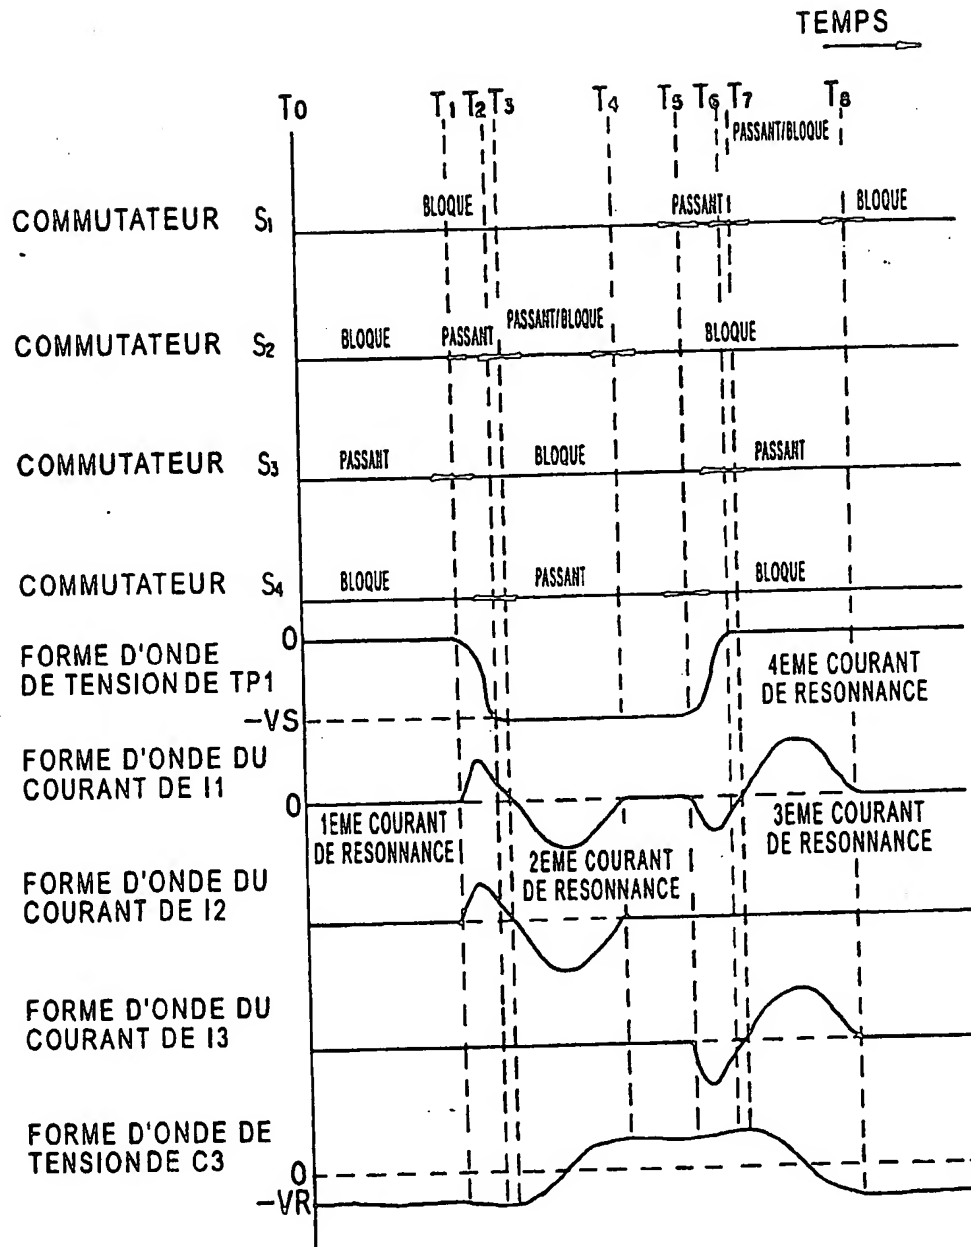 TEMPS
T0 T1 T2 T3 T4 T5 T6 T7 T8
PASSANT/BLOQUE
COMMUTATEUR S1 BLOQUE PASSANT BLOQUE
COMMUTATEUR S2 BLOQUE PASSANT PASSANT/BLOQUE BLOQUE
COMMUTATEUR S3 PASSANT BLOQUE PASSANT
COMMUTATEUR S4 BLOQUE PASSANT BLOQUE
0
FORME D'ONDE
DE TENSION DE TP1
-VS
4EME COURANT
DE RESONNANCE
FORME D'ONDE DU
COURANT DE I1
0
1EME COURANT
DE RESONNANCE
2EME COURANT
DE RESONNANCE
3EME COURANT
DE RESONNANCE
FORME D'ONDE DU
COURANT DE I2
FORME D'ONDE DU
COURANT DE I3
FORME D'ONDE DE
TENSION DE C3
0
-VR